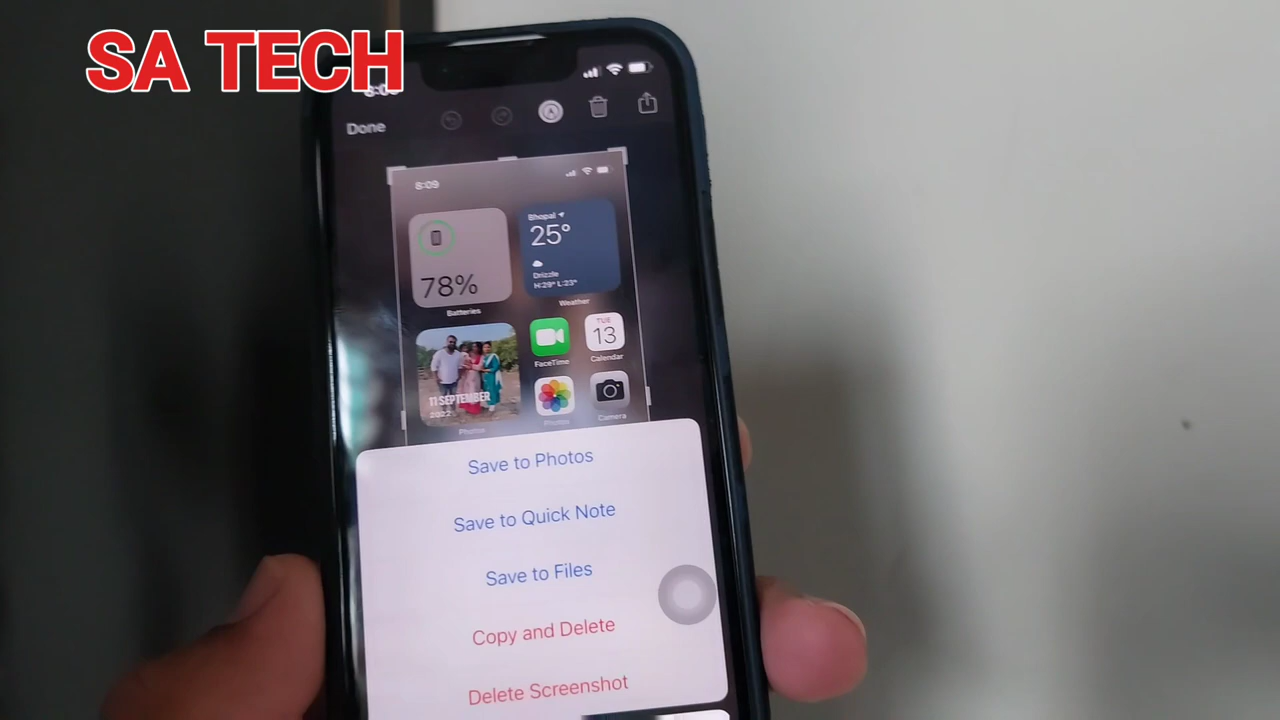 SA TECH
Done
8:09
78%
Batteries
Bhopal
25°
Drizzle
H:29° L:23°
Weather
11 SEPTEMBER
2022
Photos
FaceTime
TUE
13
Calendar
Photos
Camera
Save to Photos
Save to Quick Note
Save to Files
Copy and Delete
Delete Screenshot